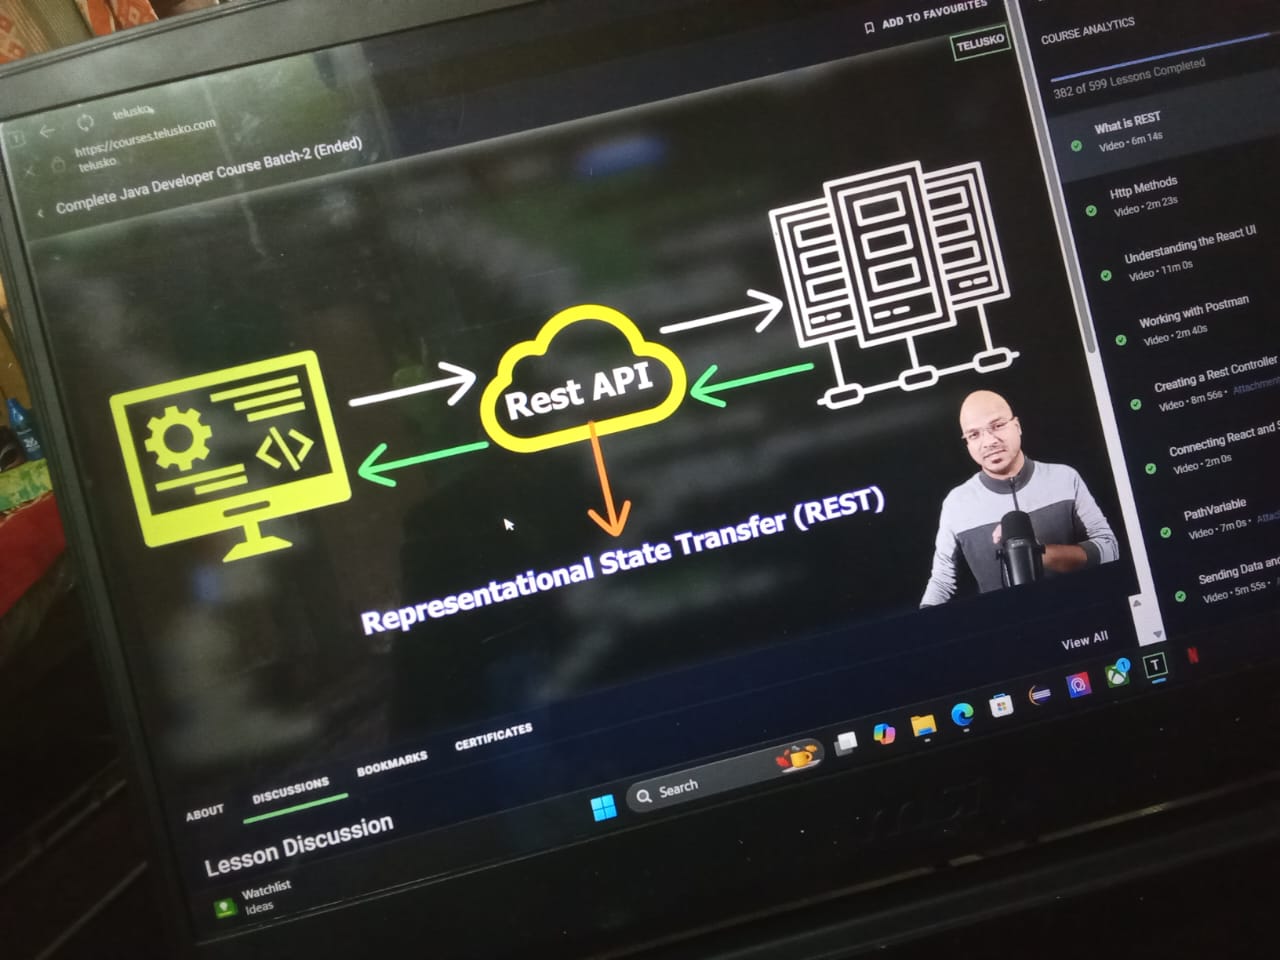 telusko
https://courses.telusko.com
telusko
Complete Java Developer Course Batch-2 (Ended)
ADD TO FAVOURITES
TELUSKO
Rest API
Representational State Transfer (REST)
View All
ABOUT
DISCUSSIONS
BOOKMARKS
CERTIFICATES
Lesson Discussion
Watchlist
Ideas
Search
T
N
COURSE ANALYTICS
382 of 599 Lessons Completed
What is REST
Video • 6m 14s
Http Methods
Video • 2m 23s
Understanding the React UI
Video • 11m 0s
Working with Postman
Video • 2m 40s
Creating a Rest Controller
Video • 8m 56s • Attachment
Connecting React and S
Video • 2m 0s
PathVariable
Video • 7m 0s •
Sending Data and
Video • 5m 55s •